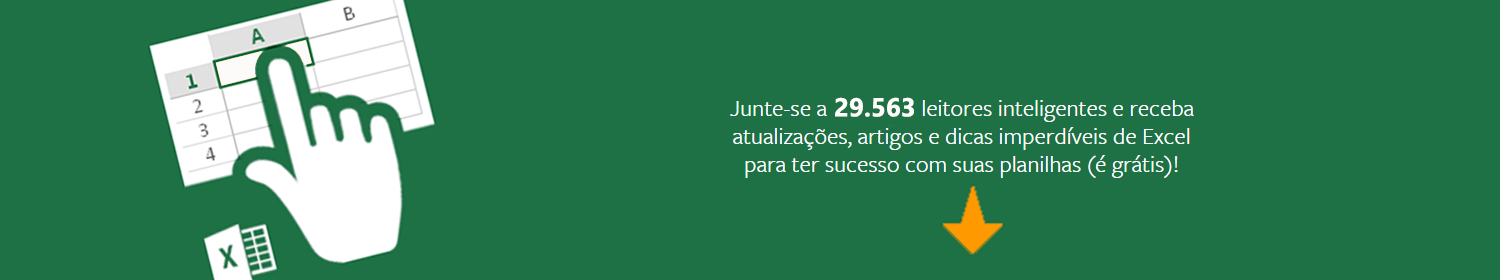 A B
1
2
3
4
X
Junte-se a 29.563 leitores inteligentes e receba
atualizações, artigos e dicas imperdíveis de Excel
para ter sucesso com suas planilhas (é grátis)!